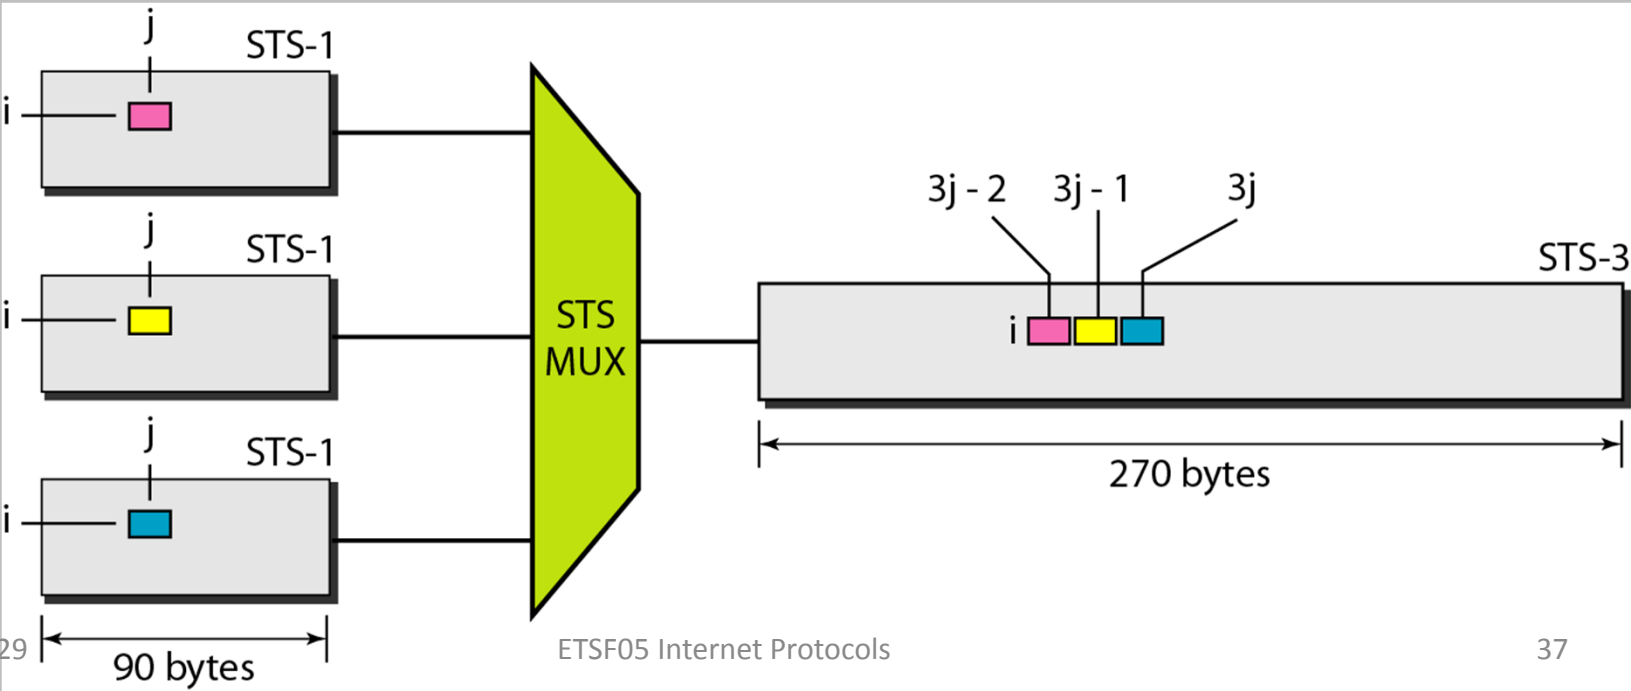 j
STS-1
i
j
STS-1
i
j
STS-1
i
90 bytes
STS
MUX
3j - 2
3j - 1
3j
STS-3
i
270 bytes
29
ETSF05 Internet Protocols
37